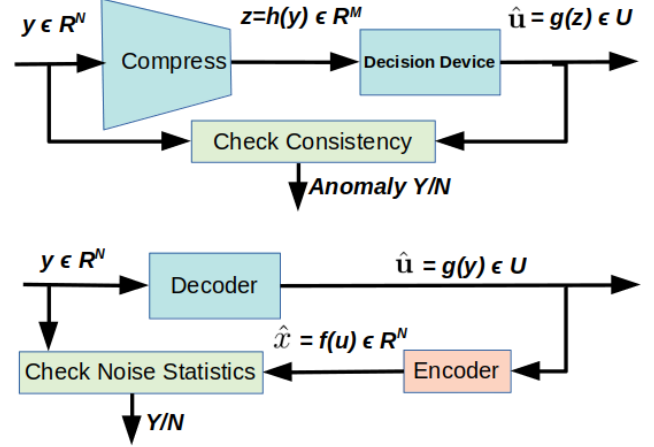 y ϵ R^N
z=h(y) ϵ R^M
û = g(z) ϵ U
Compress
Decision Device
Check Consistency
Anomaly Y/N
y ϵ R^N
û = g(y) ϵ U
Decoder
x̂ = f(u) ϵ R^N
Check Noise Statistics
Encoder
Y/N